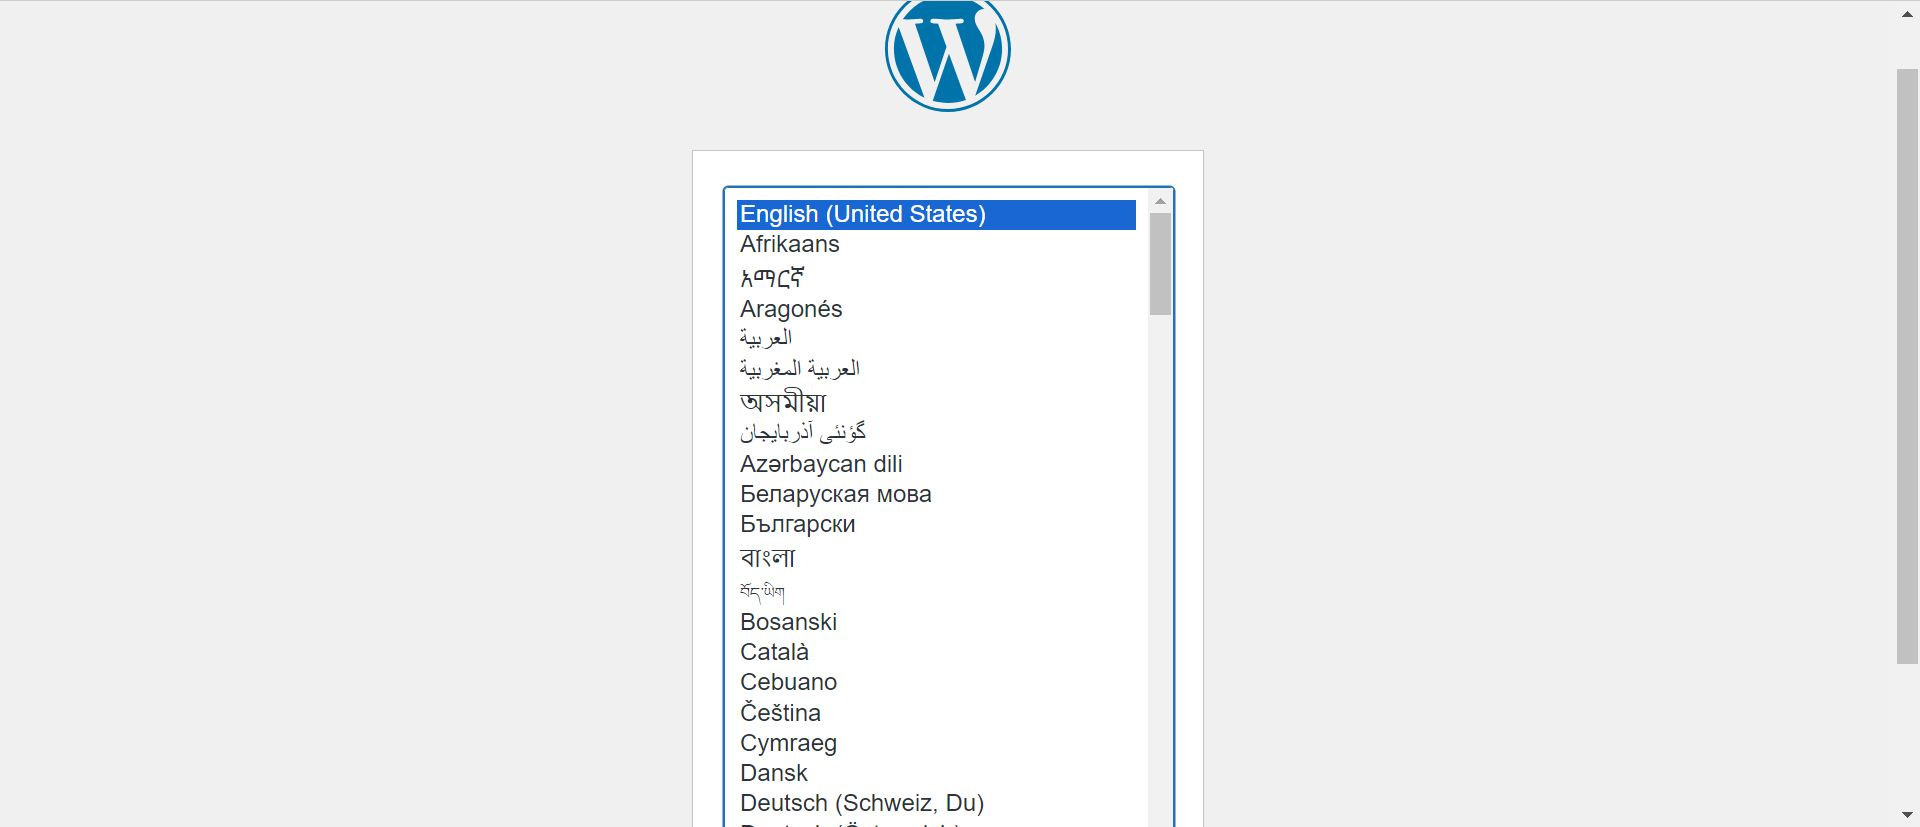 English (United States)
Afrikaans
አማርኛ
Aragonés
العربية
العربية المغربية
অসমীয়া
گؤنئی آذربایجان
Azərbaycan dili
Беларуская мова
Български
বাংলা
བོད་ཡིག
Bosanski
Català
Cebuano
Čeština
Cymraeg
Dansk
Deutsch (Schweiz, Du)